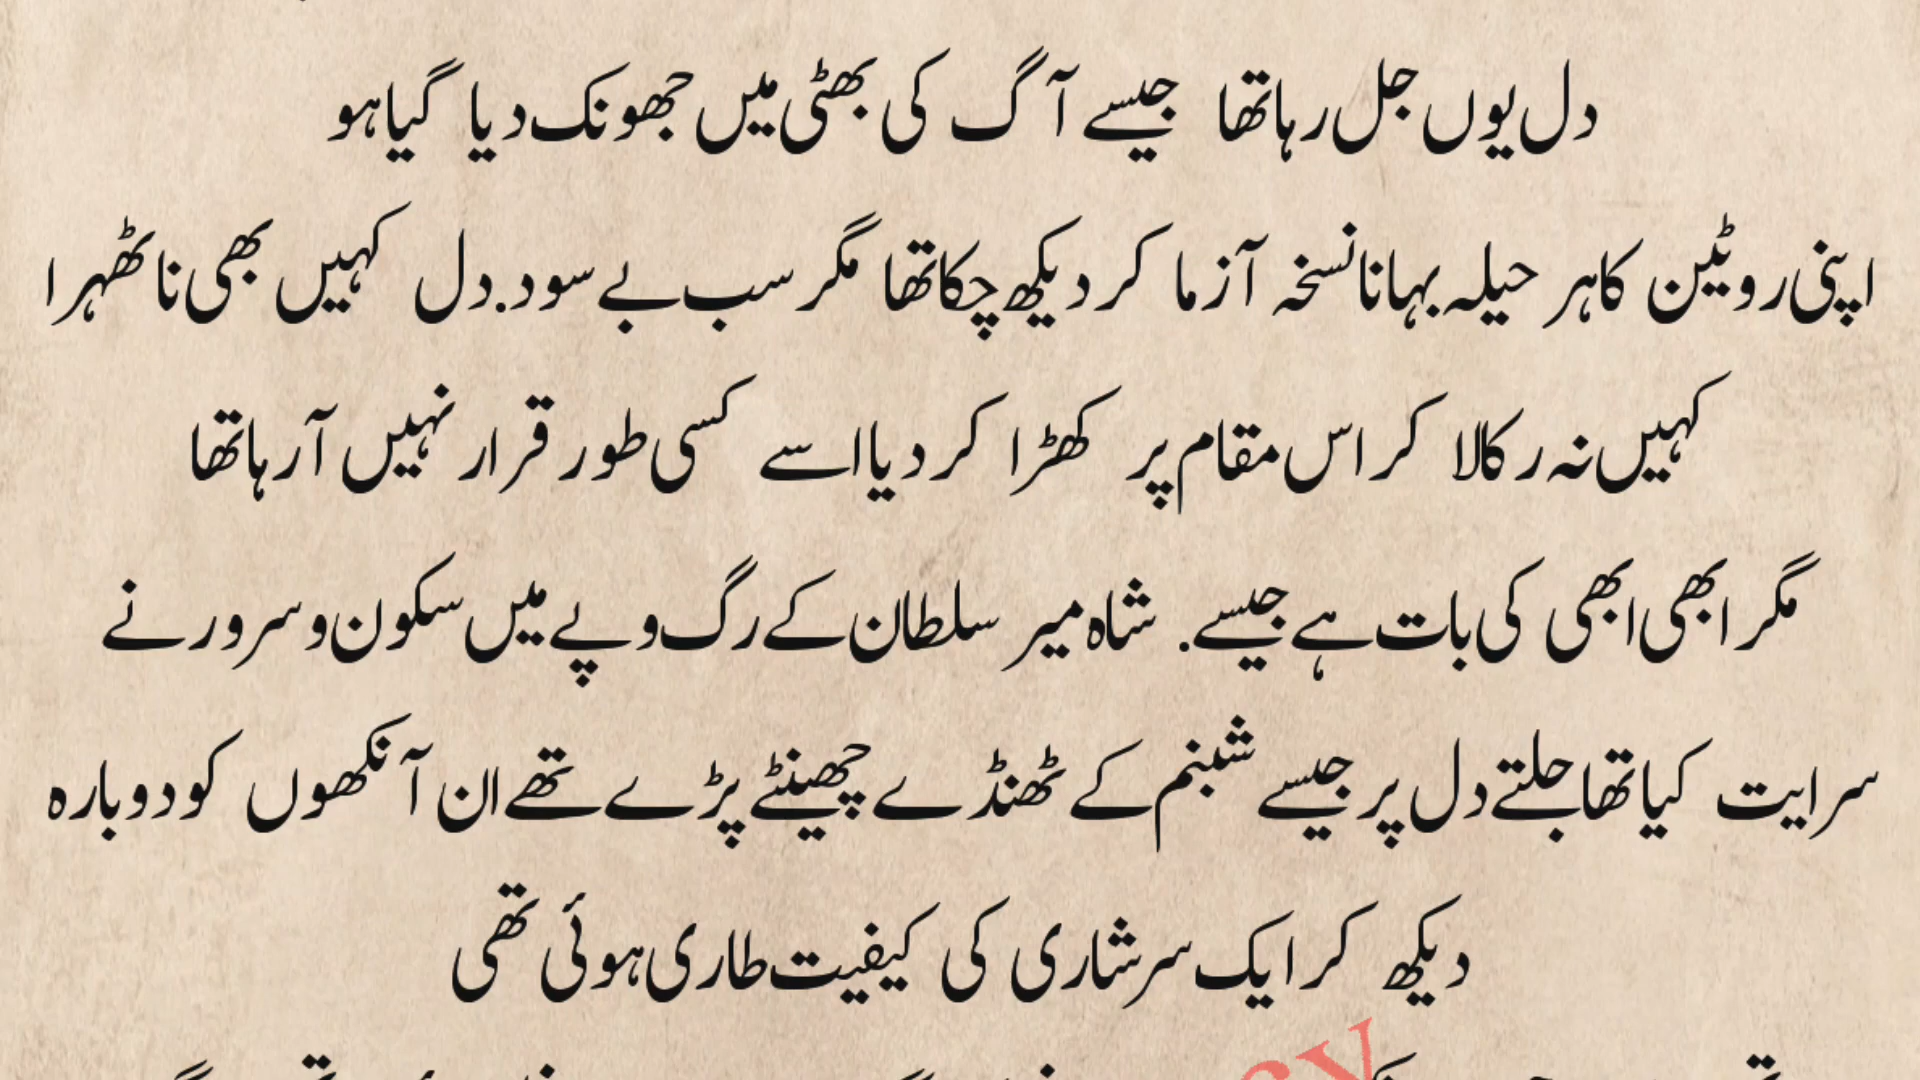 دل یوں جل رہا تھا جیسے آگ کی بھٹی میں جھونک دیا گیا ہو
اپنی روٹین کا ہر حیلہ بہانا نسخہ آزما کر دیکھ چکا تھا مگر سب بے سود. دل کہیں بھی نا ٹھہرا
کہیں نہ رکا لا کر اس مقام پر کھڑا کر دیا اسے کسی طور قرار نہیں آ رہا تھا
مگر ابھی ابھی کی بات ہے جیسے. شاہ میر سلطان کے رگ و پے میں سکون و سرور نے
سرایت کیا تھا جلتے دل پر جیسے شبنم کے ٹھنڈے چھینٹے پڑے تھے ان آنکھوں کو دوبارہ
دیکھ کر ایک سرشاری کی کیفیت طاری ہوئی تھی